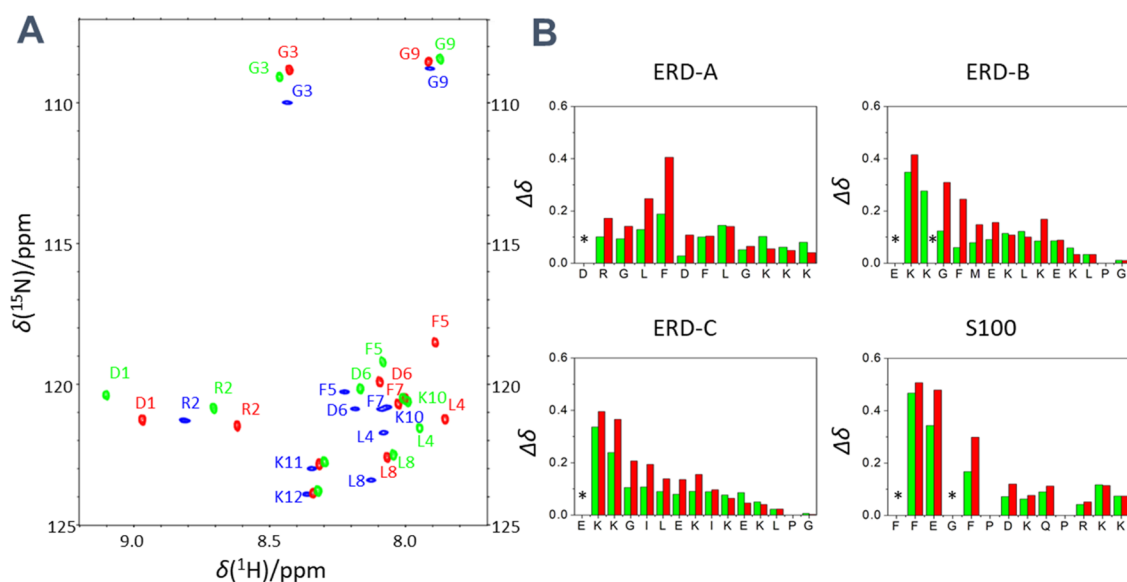 A
110
115
120
125
δ(¹⁵N)/ppm
9.0 8.5 8.0
δ(¹H)/ppm
110
115
120
125
G3
G3
G3
G9
G9
G9
F5
D1
D1
R2
R2
F5
D6
D6
F7
F5
D6
F7
K10
K10
L4
L4
L4
L8
L8
L8
K11
K12
B
ERD-A
0.6
0.4
0.2
0.0
Δδ
*
D R G L F D F L G K K K
ERD-B
0.6
0.4
0.2
0.0
Δδ
* *
E K K G F M E K L K E K L P G
ERD-C
0.6
0.4
0.2
0.0
Δδ
*
E K K G I L E K I K E K L P G
S100
0.6
0.4
0.2
0.0
Δδ
* *
F F E G F P D K Q P R K K